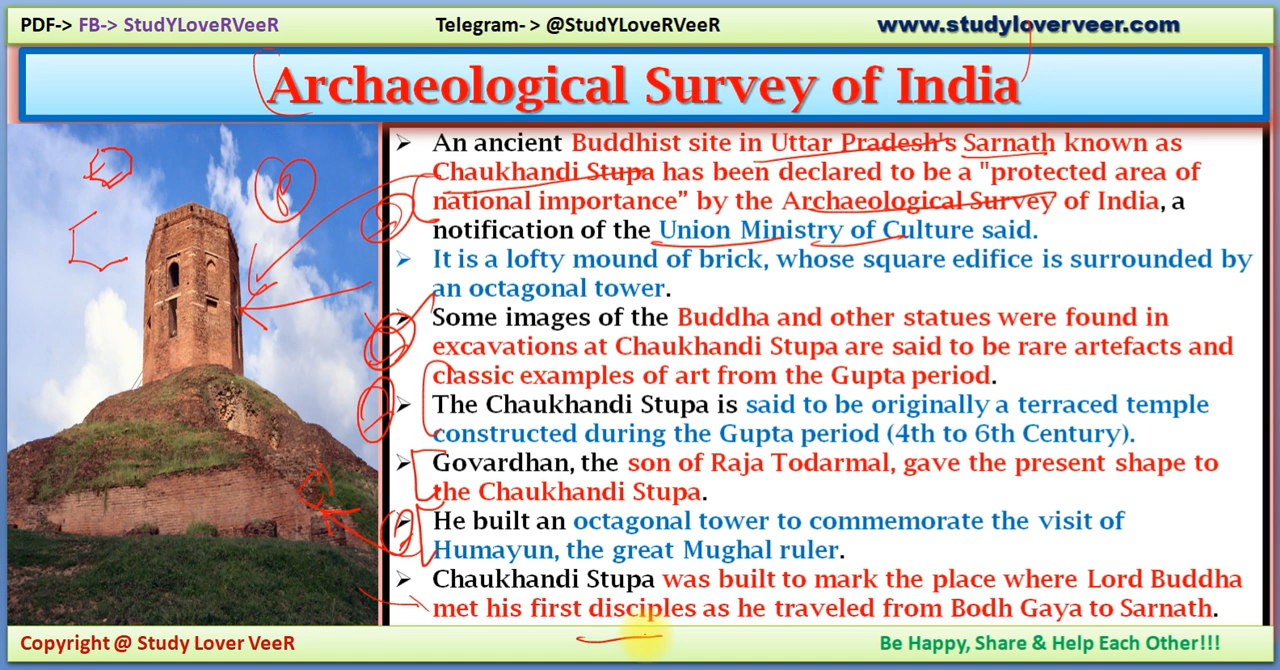 PDF-> FB-> StudYLoveRVeeR
Telegram- > @StudYLoveRVeeR
www.studyloverveer.com
Archaeological Survey of India
➢ An ancient Buddhist site in Uttar Pradesh's Sarnath known as
Chaukhandi Stupa has been declared to be a "protected area of
national importance” by the Archaeological Survey of India, a
notification of the Union Ministry of Culture said.
➢ It is a lofty mound of brick, whose square edifice is surrounded by
an octagonal tower.
➢ Some images of the Buddha and other statues were found in
excavations at Chaukhandi Stupa are said to be rare artefacts and
classic examples of art from the Gupta period.
➢ The Chaukhandi Stupa is said to be originally a terraced temple
constructed during the Gupta period (4th to 6th Century).
➢ Govardhan, the son of Raja Todarmal, gave the present shape to
the Chaukhandi Stupa.
➢ He built an octagonal tower to commemorate the visit of
Humayun, the great Mughal ruler.
➢ Chaukhandi Stupa was built to mark the place where Lord Buddha
met his first disciples as he traveled from Bodh Gaya to Sarnath.
Copyright @ Study Lover VeeR
Be Happy, Share & Help Each Other!!!